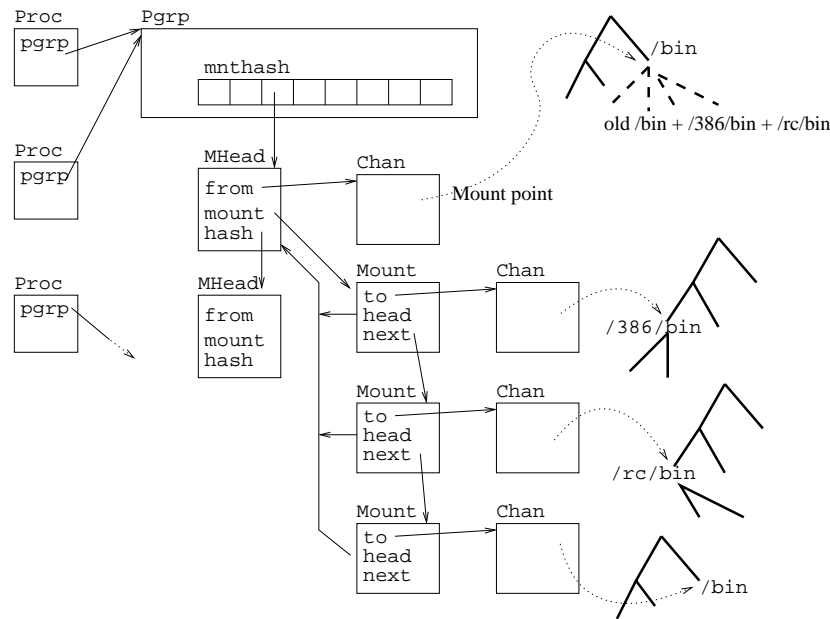 Proc
pgrp
Pgrp
mnthash
/bin
old /bin + /386/bin + /rc/bin
Proc
pgrp
MHead
from
mount
hash
Chan
Mount point
Proc
pgrp
MHead
from
mount
hash
Mount
to
head
next
Chan
/386/bin
Mount
to
head
next
Chan
/rc/bin
Mount
to
head
next
Chan
/bin